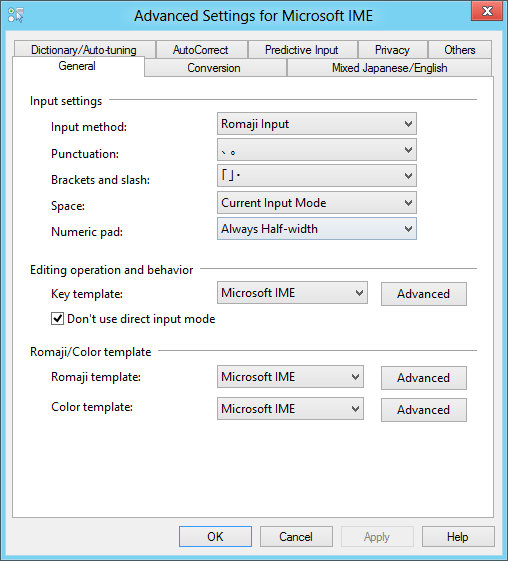 Advanced Settings for Microsoft IME
Dictionary/Auto-tuning AutoCorrect Predictive Input Privacy Others
General Conversion Mixed Japanese/English
Input settings
Input method: Romaji Input
Punctuation: 、。
Brackets and slash: 「」・
Space: Current Input Mode
Numeric pad: Always Half-width
Editing operation and behavior
Key template: Microsoft IME Advanced
Don't use direct input mode
Romaji/Color template
Romaji template: Microsoft IME Advanced
Color template: Microsoft IME Advanced
OK Cancel Apply Help